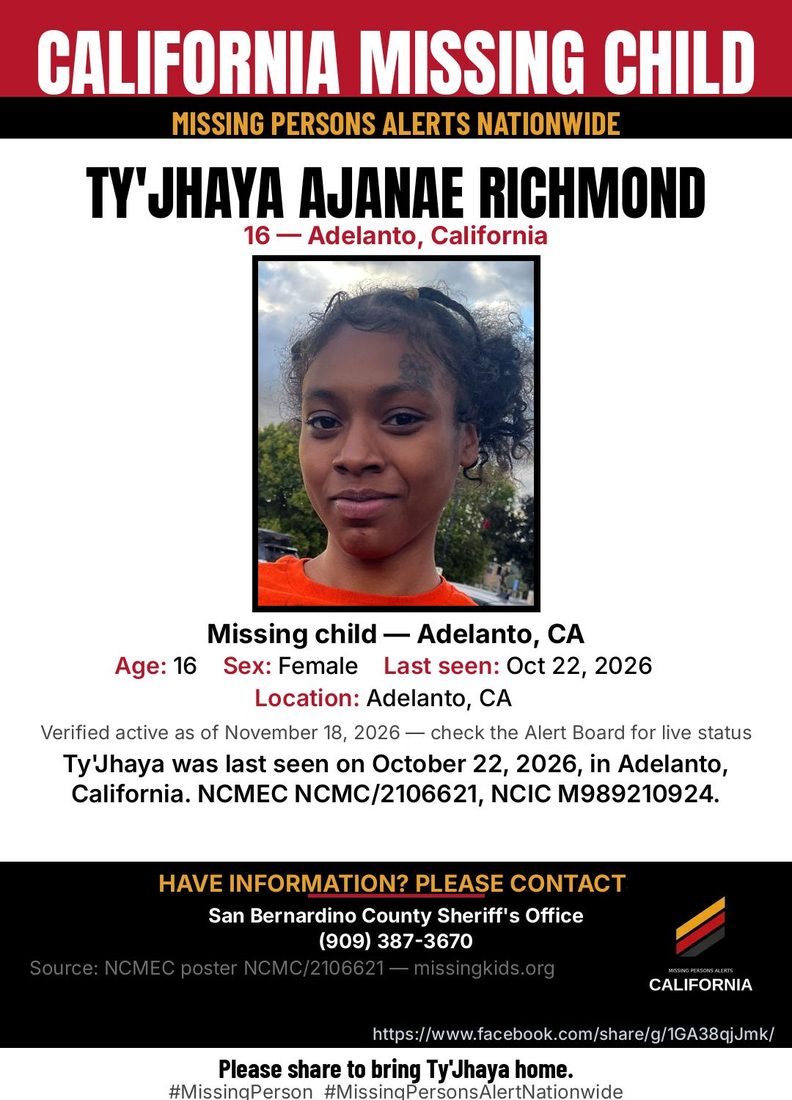 CALIFORNIA MISSING CHILD
MISSING PERSONS ALERTS NATIONWIDE
TY'JHAYA AJANAE RICHMOND
16 — Adelanto, California
Missing child — Adelanto, CA
Age: 16 Sex: Female Last seen: Oct 22, 2026
Location: Adelanto, CA
Verified active as of November 18, 2026 — check the Alert Board for live status
Ty'Jhaya was last seen on October 22, 2026, in Adelanto,
California. NCMEC NCMC/2106621, NCIC M989210924.
HAVE INFORMATION? PLEASE CONTACT
San Bernardino County Sheriff's Office
(909) 387-3670
Source: NCMEC poster NCMC/2106621 — missingkids.org
MISSING PERSONS ALERTS
CALIFORNIA
https://www.facebook.com/share/g/1GA38qjJmk/
Please share to bring Ty'Jhaya home.
#MissingPerson #MissingPersonsAlertNationwide